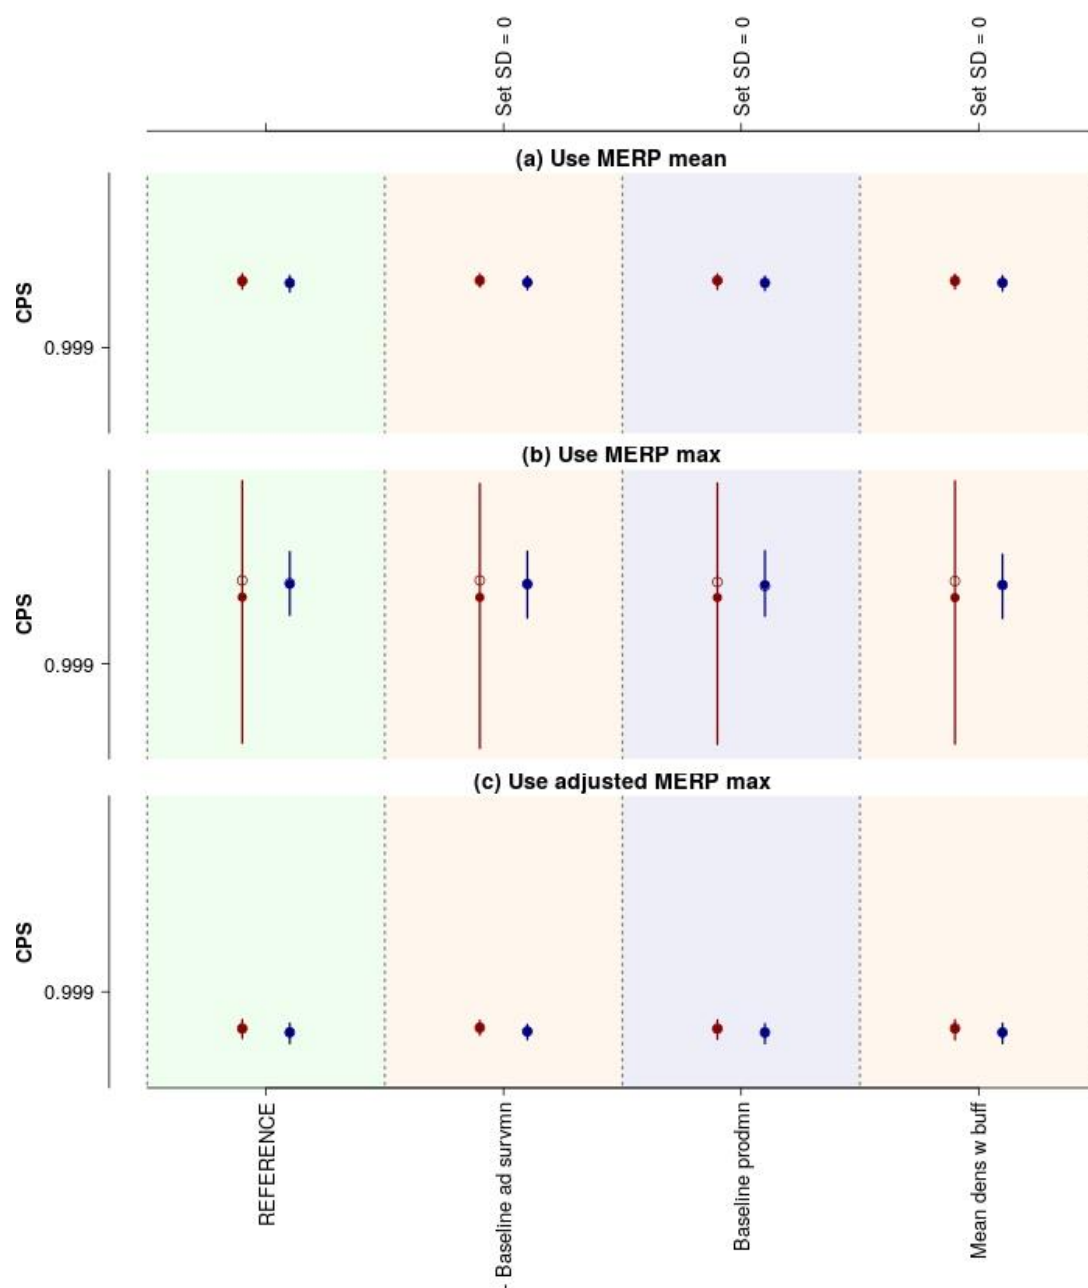 Set SD = 0
Set SD = 0
Set SD = 0
(a) Use MERP mean
CPS
0.999
(b) Use MERP max
CPS
0.999
(c) Use adjusted MERP max
CPS
0.999
REFERENCE
- Baseline ad survmn
Baseline prodmn
Mean dens w buff